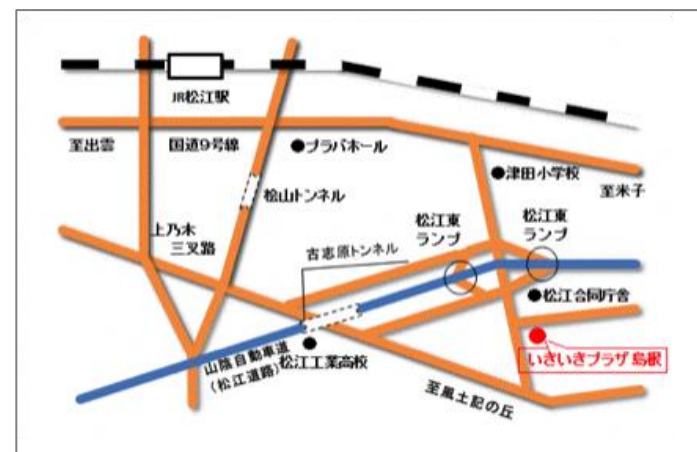 JR松江駅
至出雲
国道9号線
プラバホール
津田小学校
至米子
松山トンネル
松江東
ランプ
松江東
ランプ
上乃木
三叉路
古志原トンネル
松江合同庁舎
いきいきプラザ島根
山陰自動車道
(松江道路)
松江工業高校
至風土記の丘